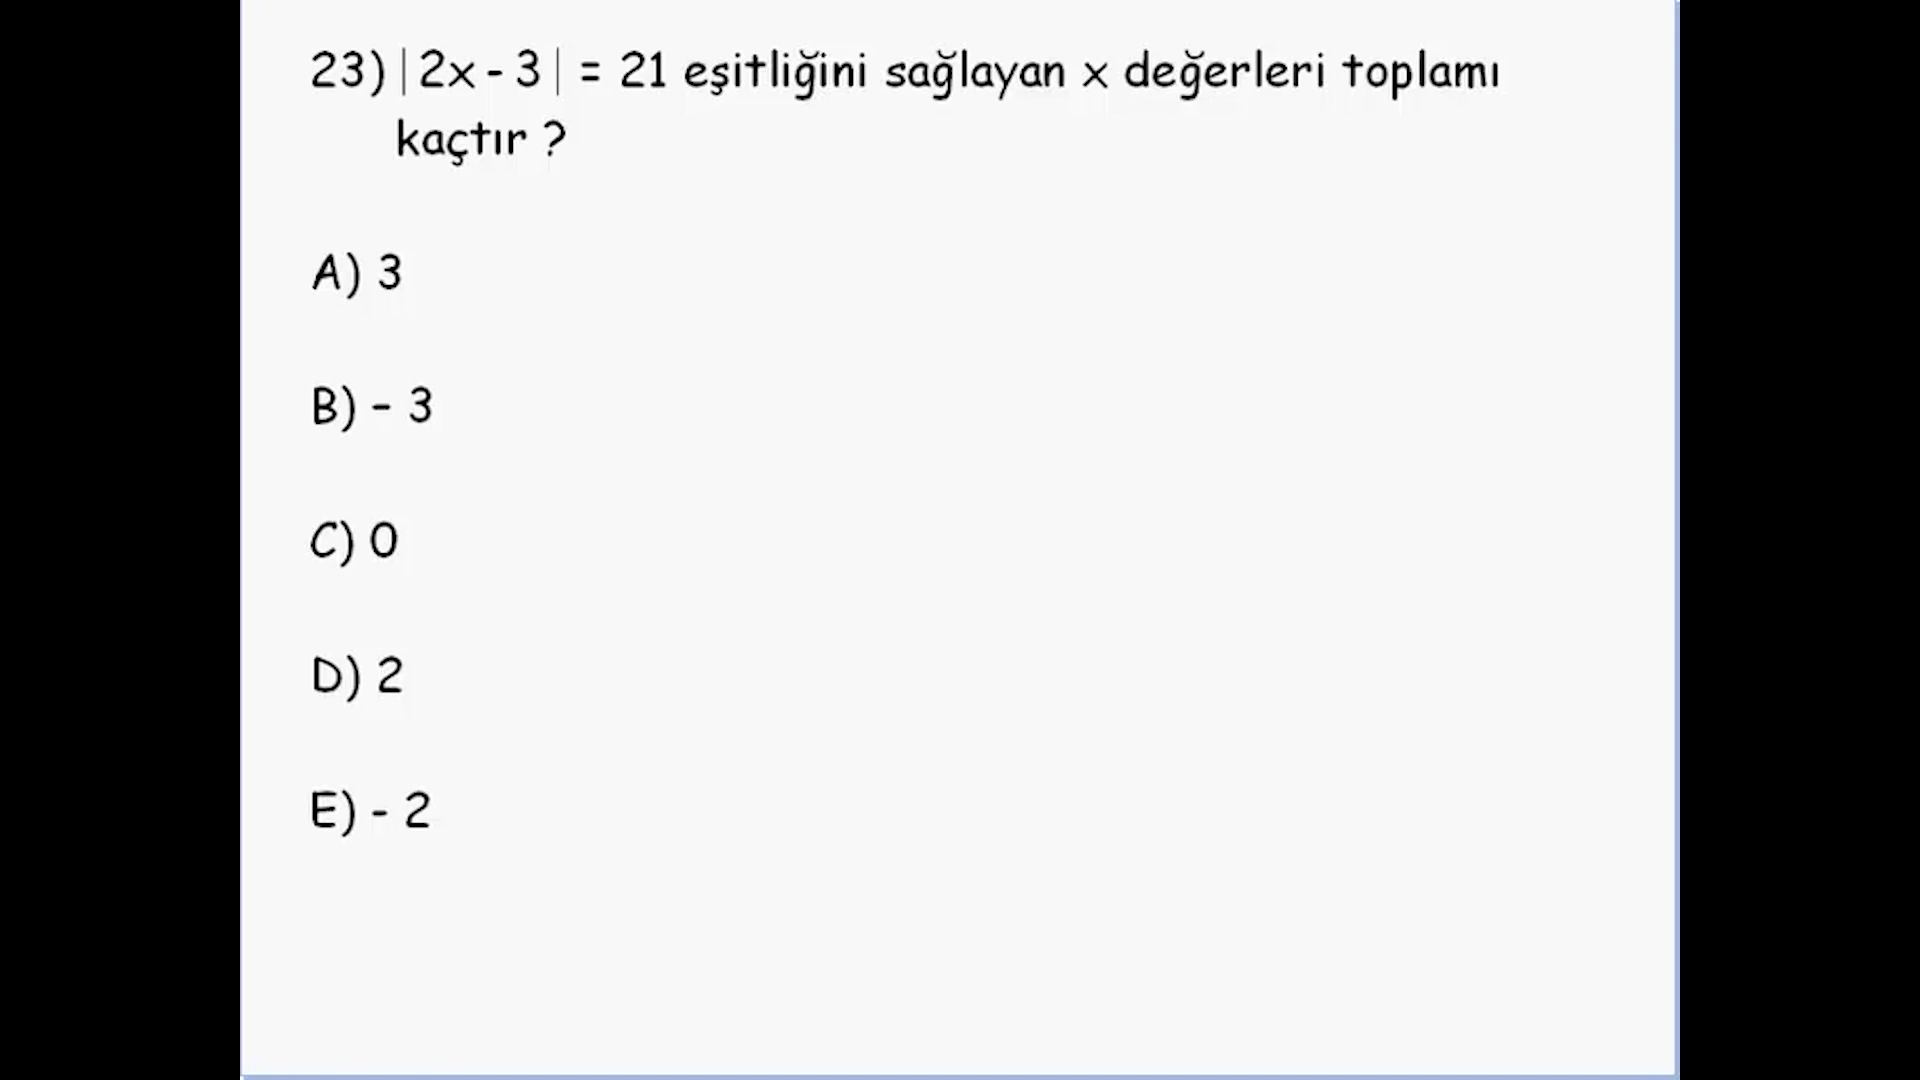 23) | 2x - 3 | = 21 eşitliğini sağlayan x değerleri toplamı
kaçtır ?
A) 3
B) - 3
C) 0
D) 2
E) - 2